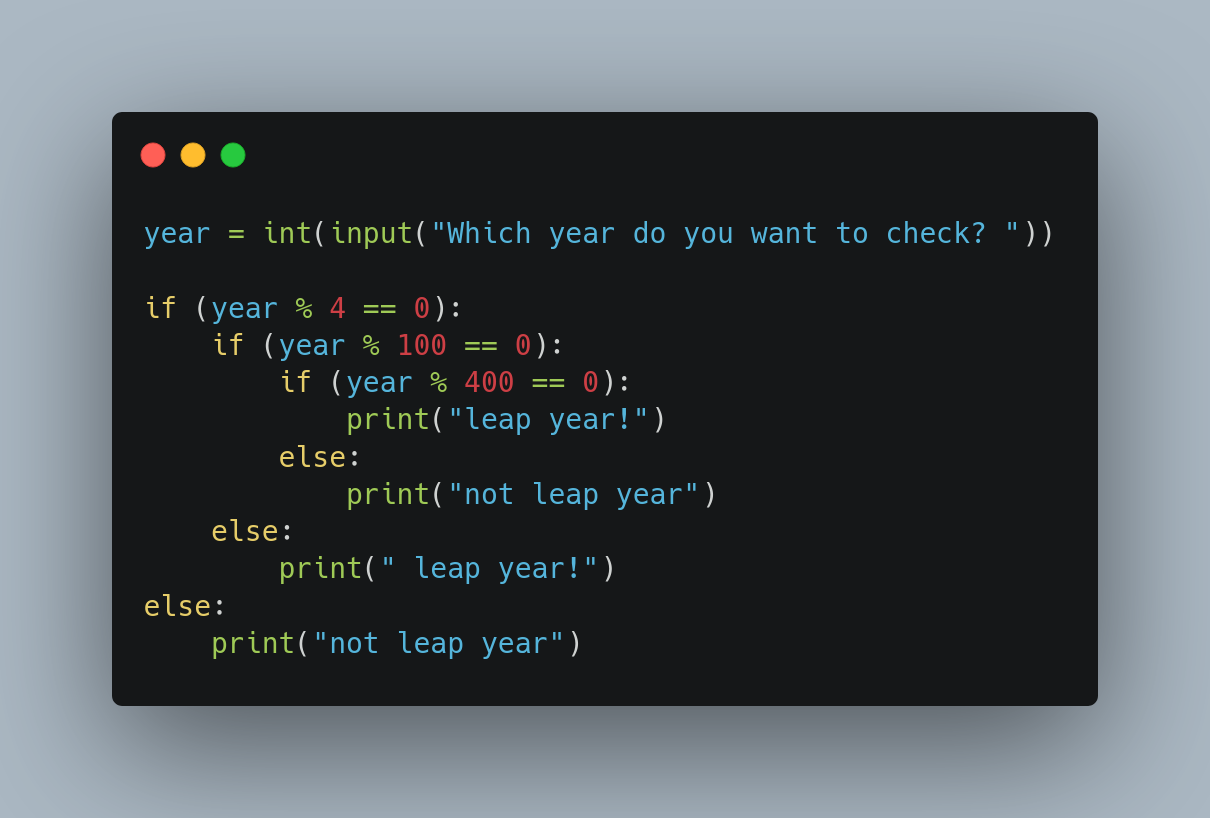 year = int(input("Which year do you want to check? "))
if (year % 4 == 0):
    if (year % 100 == 0):
        if (year % 400 == 0):
            print("leap year!")
        else:
            print("not leap year")
    else:
        print(" leap year!")
else:
    print("not leap year")